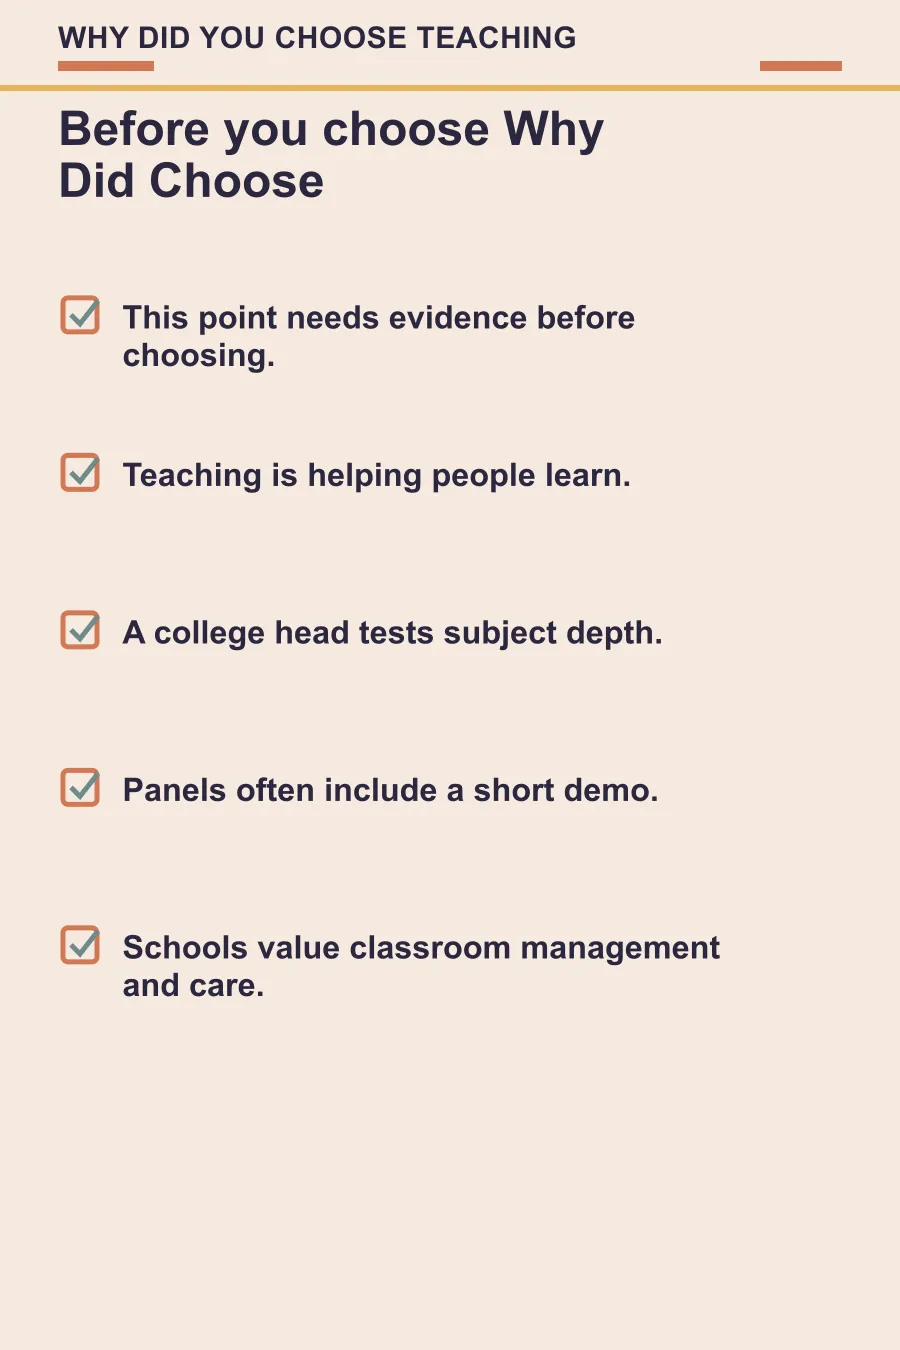 WHY DID YOU CHOOSE TEACHING
Before you choose Why
Did Choose
This point needs evidence before
choosing.
Teaching is helping people learn.
A college head tests subject depth.
Panels often include a short demo.
Schools value classroom management
and care.